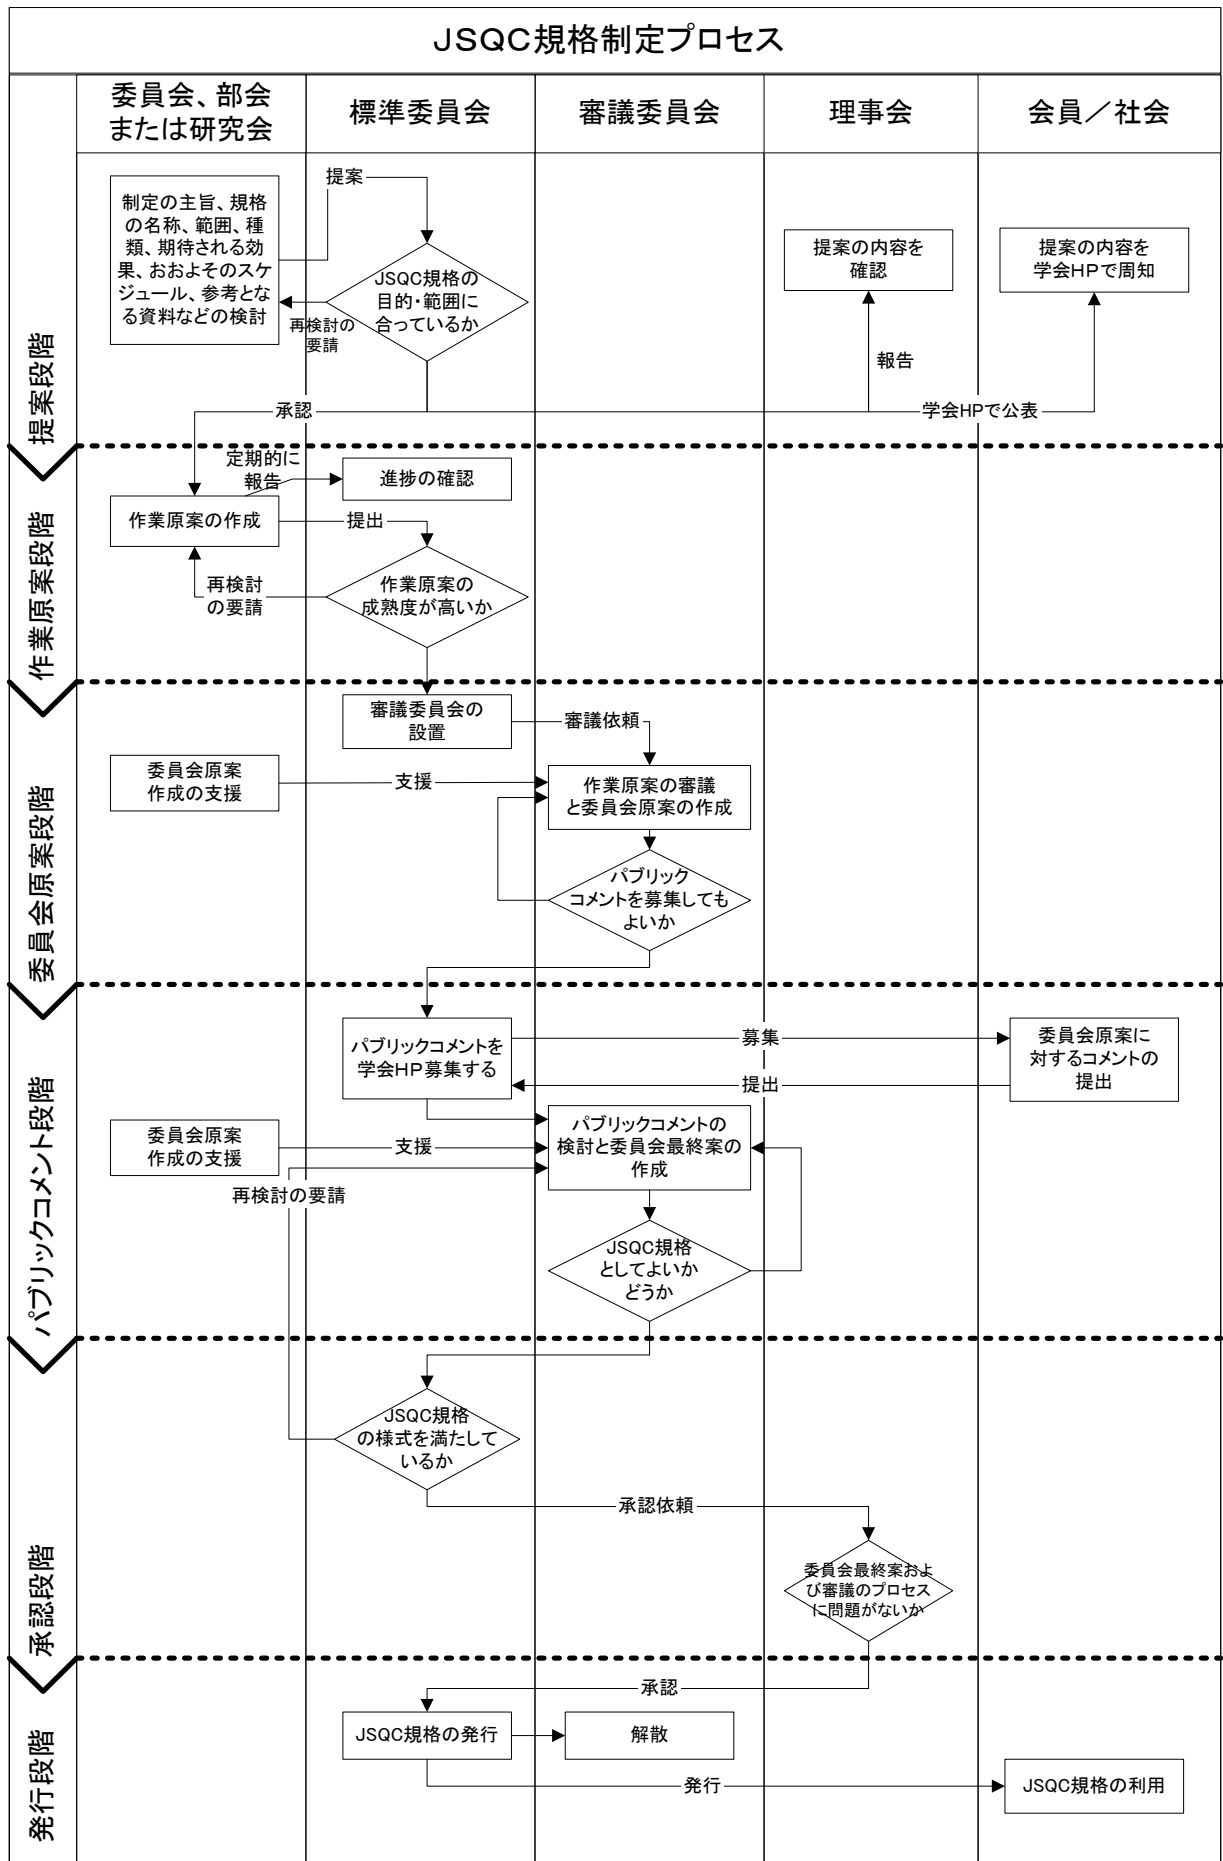 JSQC規格制定プロセス
委員会、部会
または研究会
標準委員会
審議委員会
理事会
会員／社会
提案段階
制定の主旨、規格
の名称、範囲、種
類、期待される効
果、おおよそのスケ
ジュール、参考とな
る資料などの検討
提案
JSQC規格の
目的・範囲に
合っているか
再検討の
要請
提案の内容を
確認
提案の内容を
学会HPで周知
報告
承認
学会HPで公表
作業原案段階
定期的に
報告
進捗の確認
作業原案の作成
提出
作業原案の
成熟度が高いか
再検討
の要請
委員会原案段階
審議委員会の
設置
審議依頼
委員会原案
作成の支援
支援
作業原案の審議
と委員会原案の作成
パブリック
コメントを募集しても
よいか
パブリックコメント段階
パブリックコメントを
学会HP募集する
募集
委員会原案に
対するコメントの
提出
提出
委員会原案
作成の支援
支援
パブリックコメントの
検討と委員会最終案の
作成
再検討の要請
JSQC規格
としてよいか
どうか
承認段階
JSQC規格
の様式を満たして
いるか
承認依頼
委員会最終案およ
び審議のプロセス
に問題がないか
発行段階
承認
JSQC規格の発行
解散
発行
JSQC規格の利用